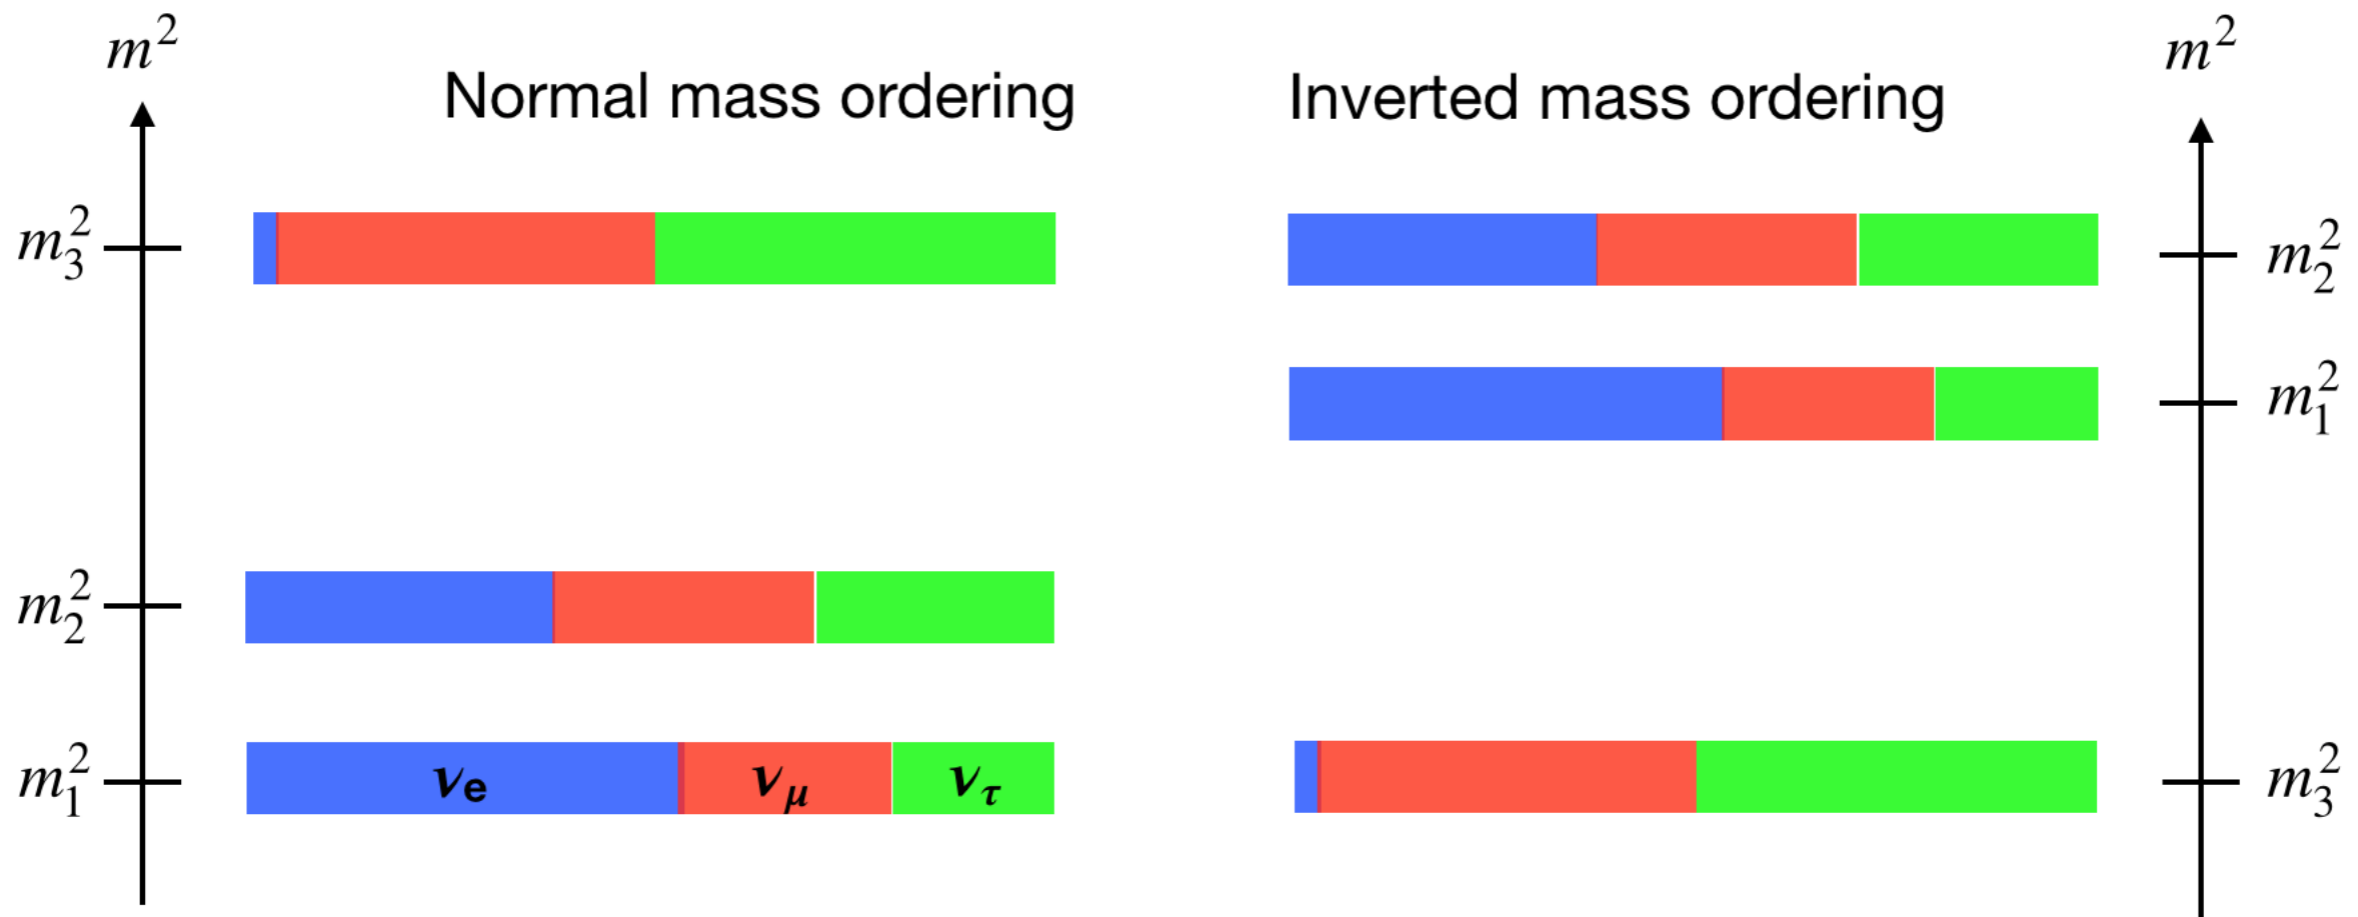 m²
m²
Normal mass ordering
Inverted mass ordering
m₃²
m₂²
m₁²
m₂²
m₁²
νe
νμ
ντ
m₃²